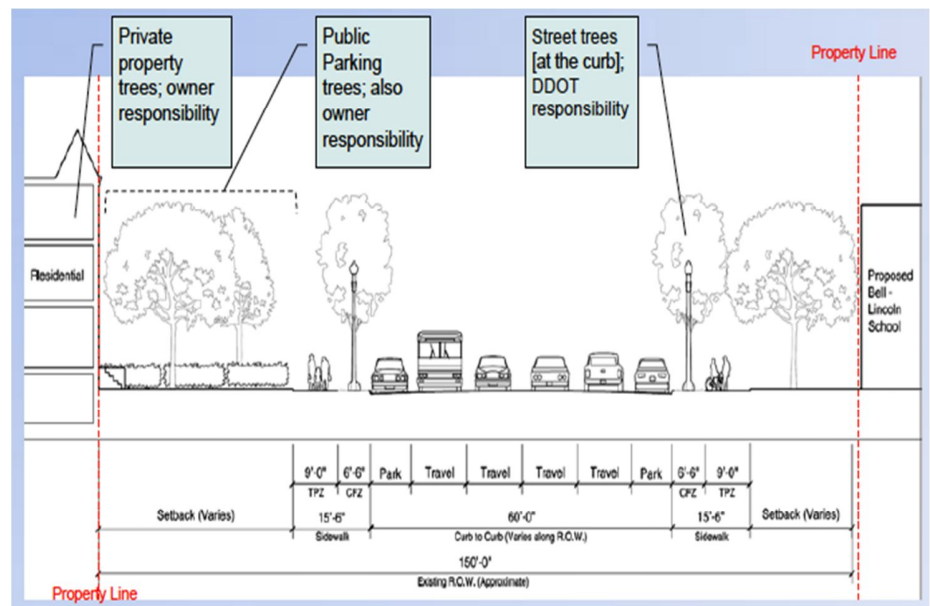 Private
property
trees; owner
responsibility
Public
Parking
trees; also
owner
responsibility
Street trees
[at the curb];
DDOT
responsibility
Property Line
Residential
Proposed
Bell -
Lincoln
School
9'-0" 6'-6" Park Travel Travel Travel Travel Park 6'-6" 9'-0"
TPZ CFZ CFZ TPZ
Setback (Varies) 15'-6" 60'-0" 15'-6" Setback (Varies)
Sidewalk Curb to Curb (Varies along R.O.W.) Sidewalk
150'-0"
Existing R.O.W. (Approximate)
Property Line